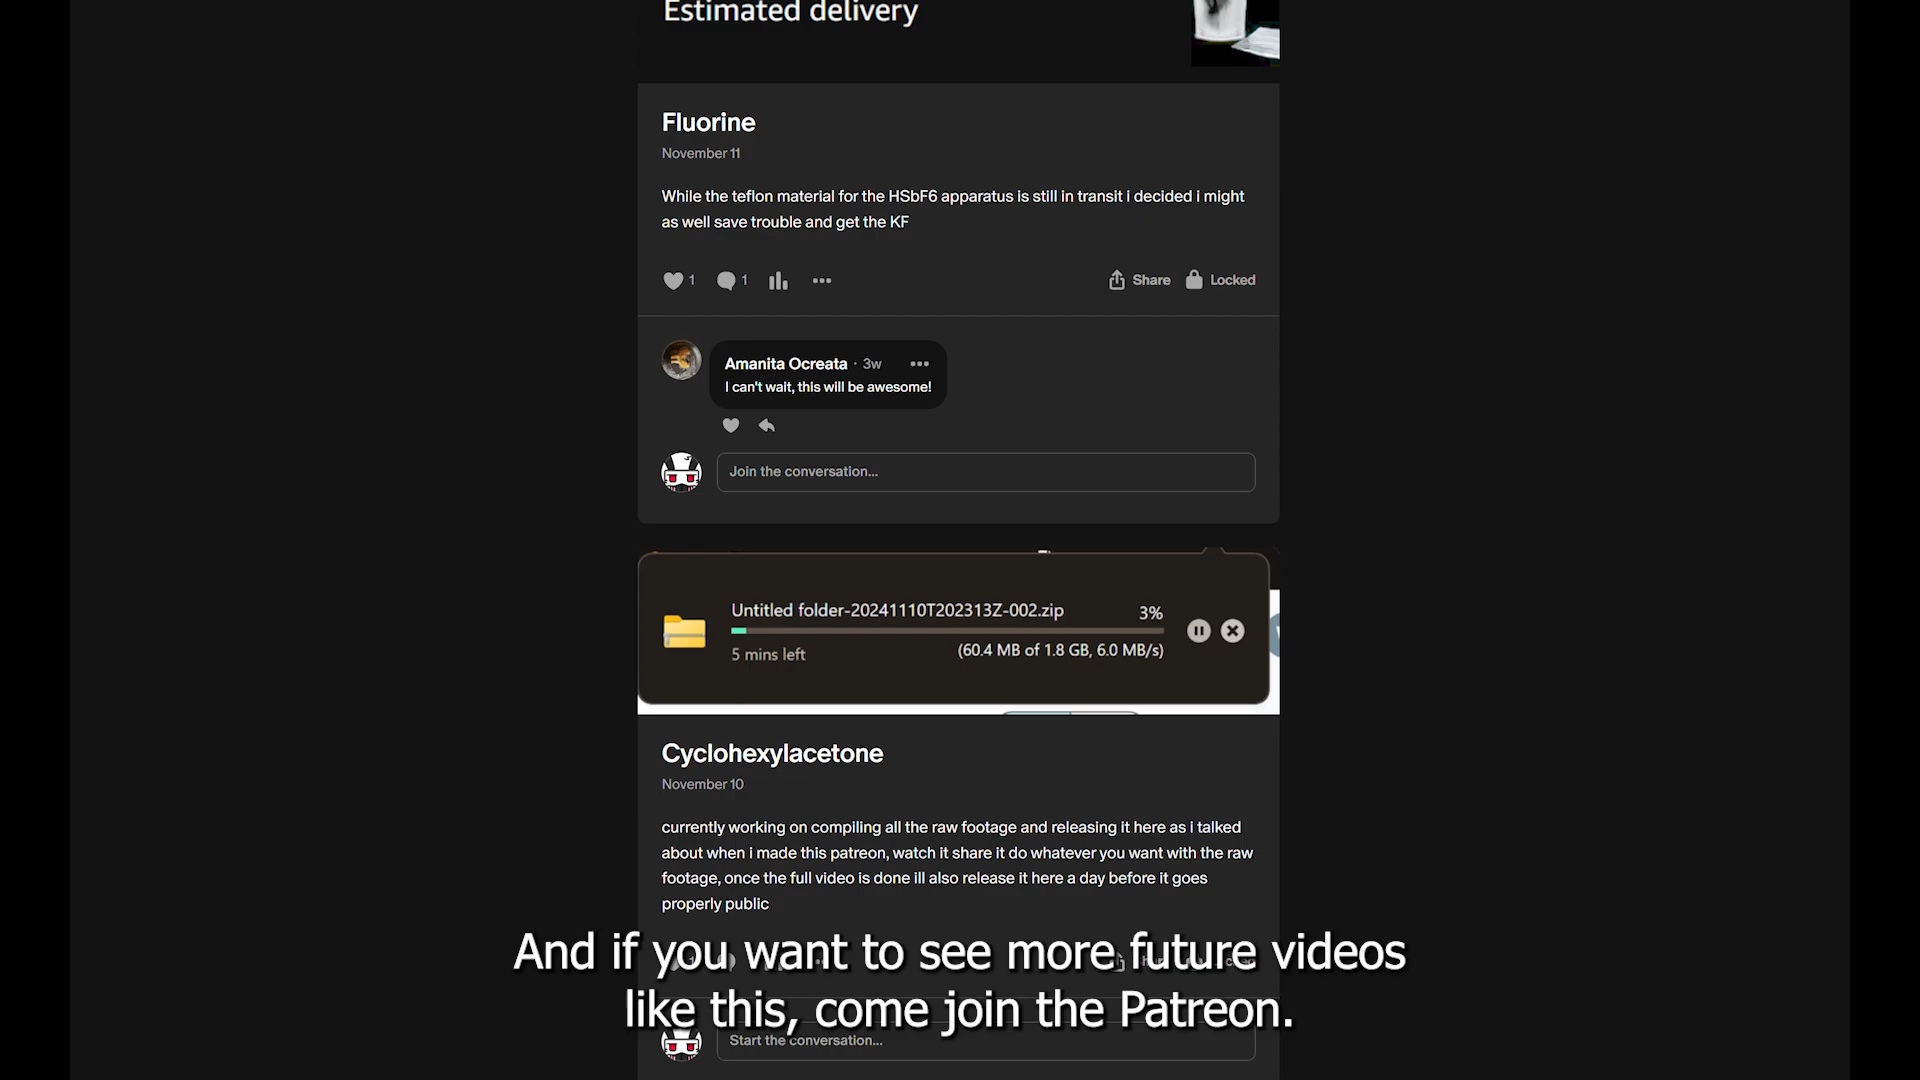 Estimated delivery
Fluorine
November 11
While the teflon material for the HSbF6 apparatus is still in transit i decided i might
as well save trouble and get the KF
1 1 Share Locked
Amanita Ocreata · 3w
I can't wait, this will be awesome!
Join the conversation...
Untitled folder-20241110T202313Z-002.zip 3%
5 mins left (60.4 MB of 1.8 GB, 6.0 MB/s)
Cyclohexylacetone
November 10
currently working on compiling all the raw footage and releasing it here as i talked
about when i made this patreon, watch it share it do whatever you want with the raw
footage, once the full video is done ill also release it here a day before it goes
properly public
And if you want to see more future videos
like this, come join the Patreon.
Start the conversation...